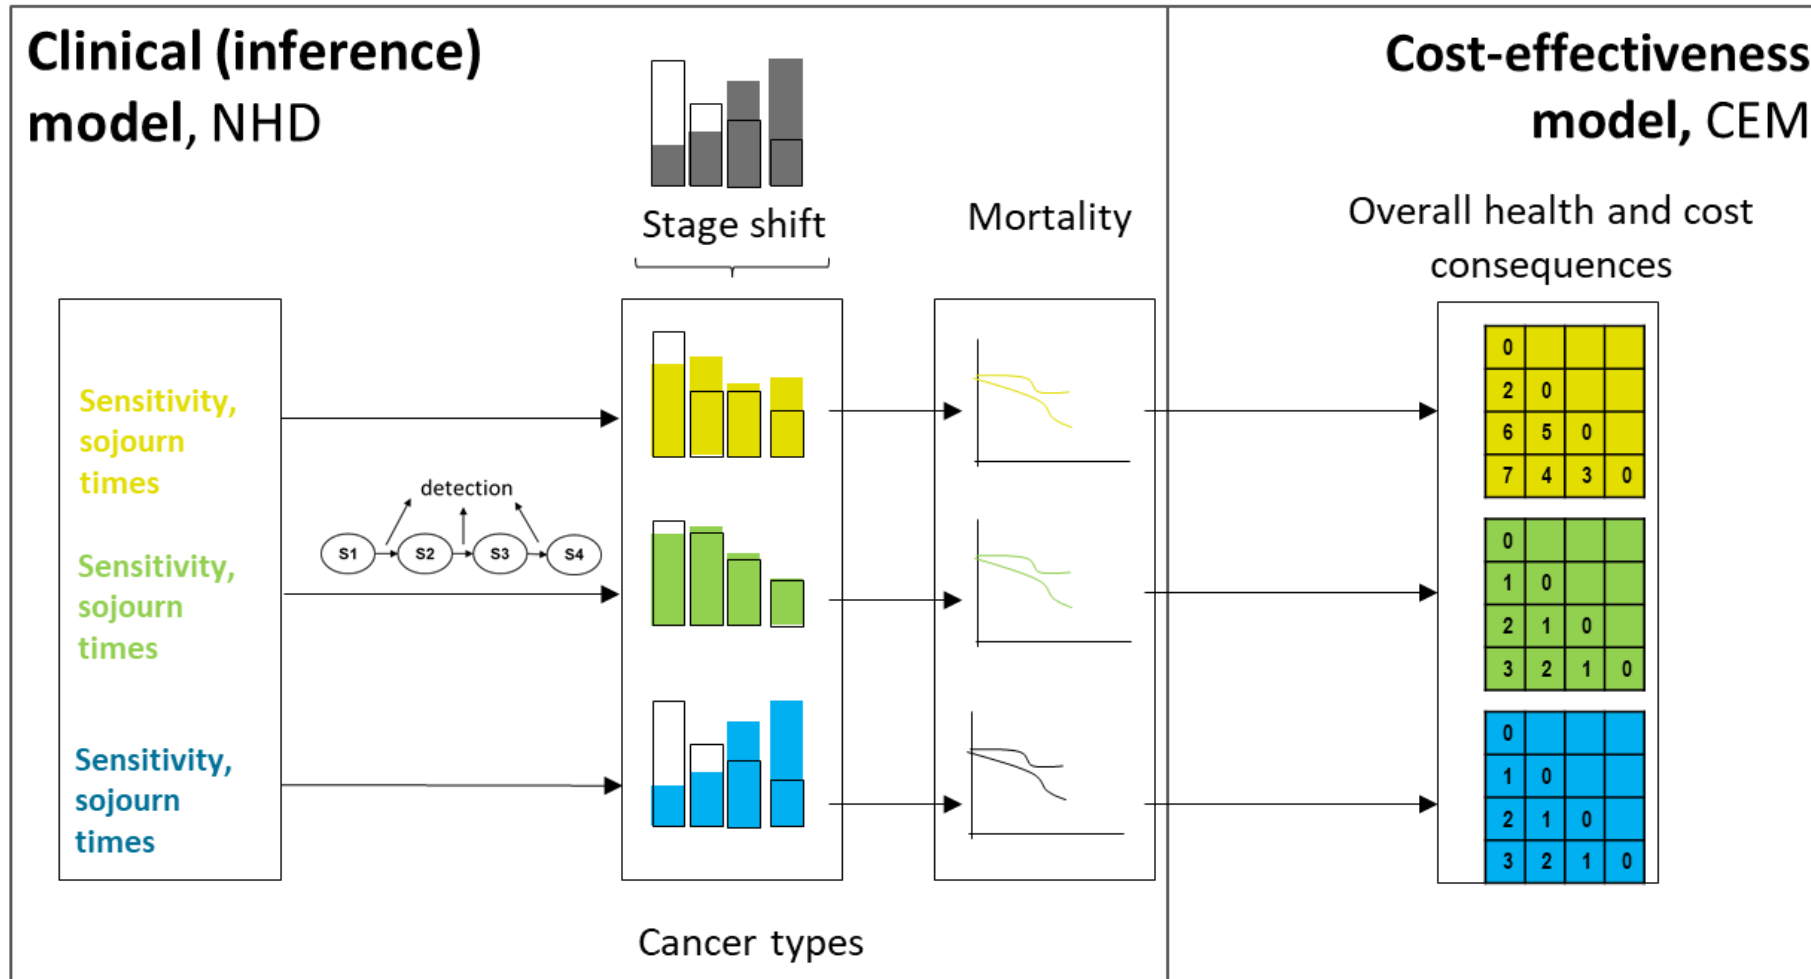 Clinical (inference)
model, NHD
Cost-effectiveness
model, CEM
Stage shift
Mortality
Overall health and cost
consequences
Sensitivity,
sojourn
times
detection
S1 S2 S3 S4
Sensitivity,
sojourn
times
Sensitivity,
sojourn
times
0
2 0
6 5 0
7 4 3 0
0
1 0
2 1 0
3 2 1 0
0
1 0
2 1 0
3 2 1 0
Cancer types